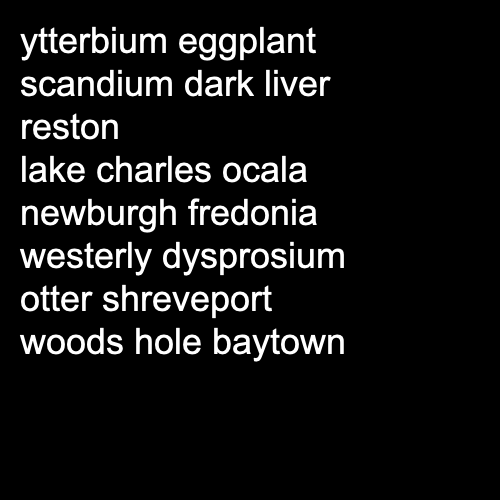 ytterbium eggplant
scandium dark liver
reston
lake charles ocala
newburgh fredonia
westerly dysprosium
otter shreveport
woods hole baytown